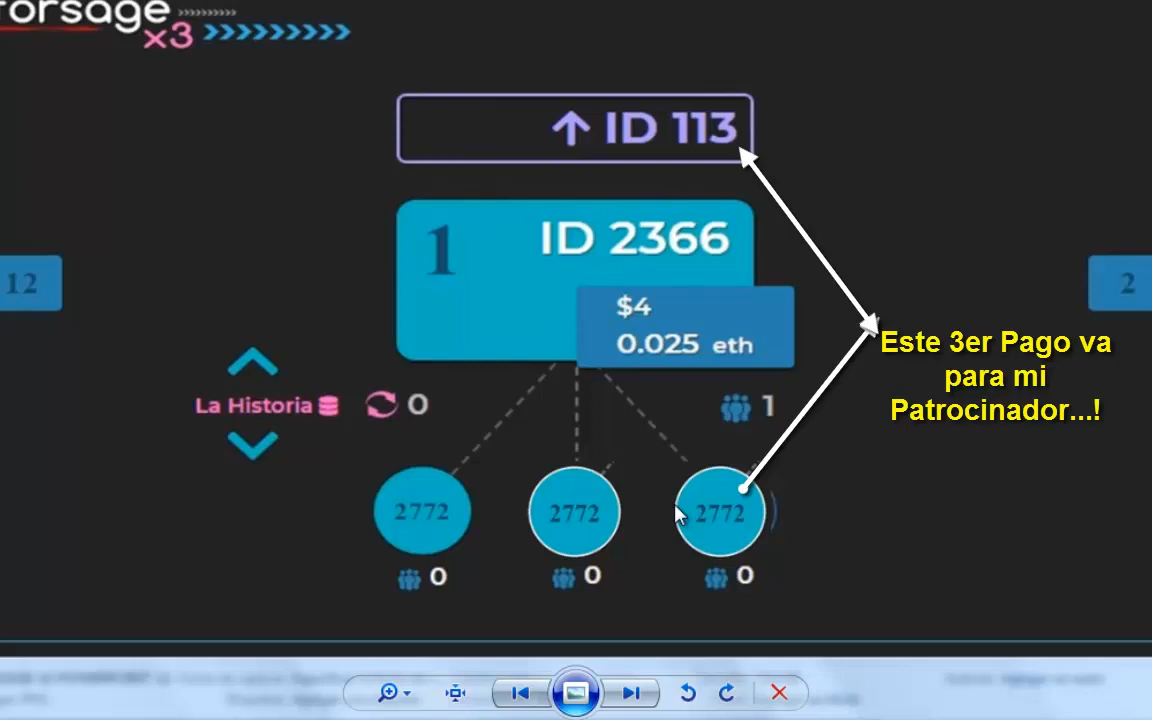 forsage
x3
↑ ID 113
1
ID 2366
12
$4
2
0.025 eth
Este 3er Pago va
para mi
Patrocinador...!
La Historia
0
1
2772
2772
2772
0
0
0